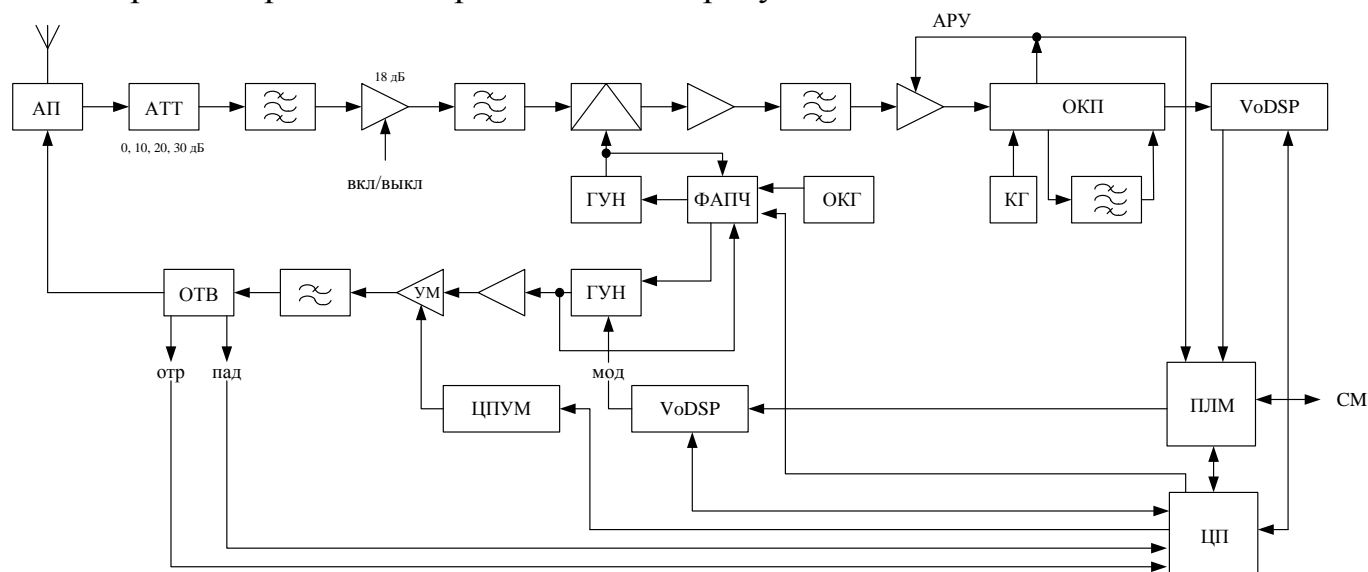 АРУ
18 дБ
АП
АТТ
ОКП
VoDSP
0, 10, 20, 30 дБ
вкл/выкл
ГУН
ФАПЧ
ОКГ
КГ
ОТВ
УМ
ГУН
отр
пад
мод
ЦПУМ
VoDSP
ПЛМ
СМ
ЦП